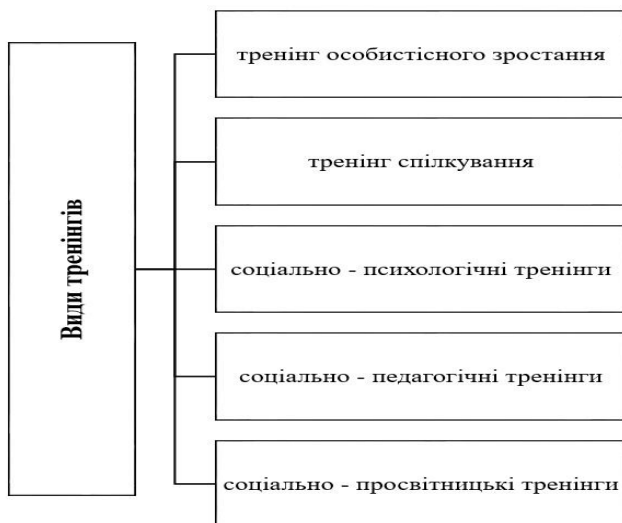 Види тренінгів
тренінг особистісного зростання
тренінг спілкування
соціально - психологічні тренінги
соціально - педагогічні тренінги
соціально - просвітницькі тренінги